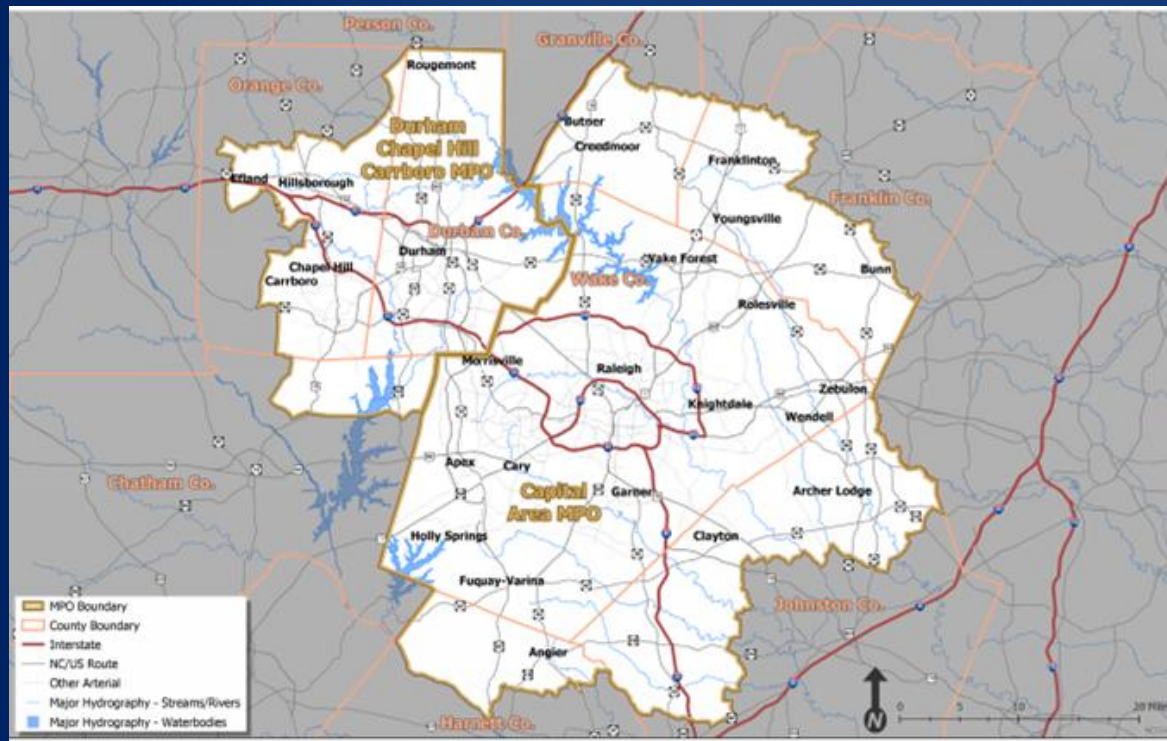 Person Co.
Granville Co.
Rougemont
Orange Co.
Durham
Chapel Hill
Carrboro MPO
Butner
Creedmoor
Franklinton
Efland
Hillsborough
Franklin Co.
Youngsville
Durham Co.
Durham
Wake Forest
Chapel Hill
Carrboro
Wake Co.
Bunn
Rolesville
Morrisville
Raleigh
Zebulon
Knightdale
Wendell
Apex
Cary
Chatham Co.
Capital
Area MPO
Garner
Archer Lodge
Holly Springs
Clayton
Fuquay-Varina
Johnston Co.
Angier
Harnett Co.
MPO Boundary
County Boundary
Interstate
NC/US Route
Other Arterial
Major Hydrography - Streams/Rivers
Major Hydrography - Waterbodies
N
0 5 10 20 Miles